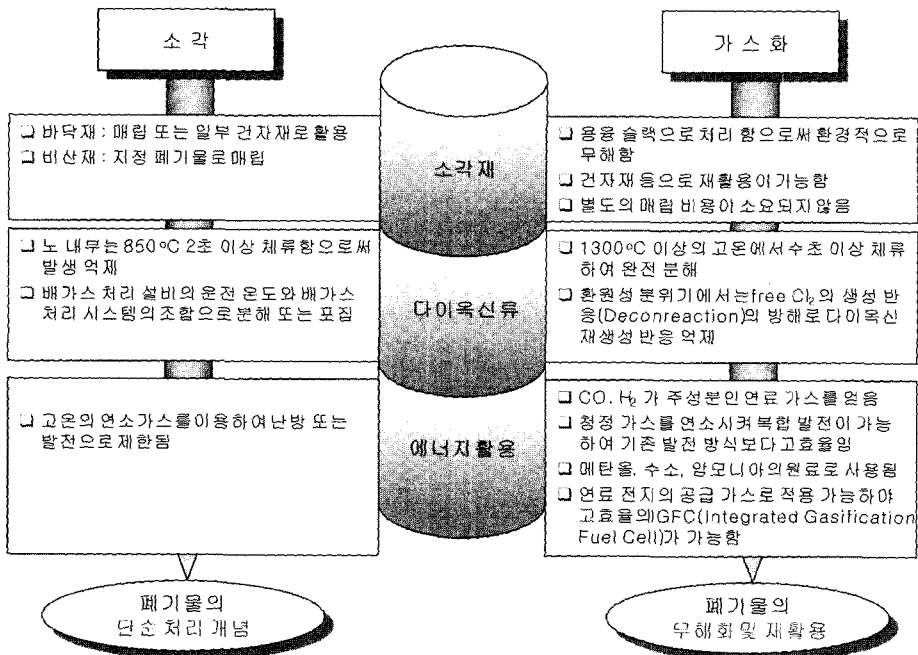 소 각
❑ 바닥재 : 매립 또는 일부 건자재로 활용
❑ 비산재 : 지정 폐기물로 매립
❑ 노 내부는 850℃ 2초 이상 체류함으로써
발생 억제
❑ 배가스 처리 설비의 운전 온도와 배가스
처리 시스템의 조합으로 분해 또는 포집
❑ 고온의 연소가스를 이용하여 난방 또는
발전으로 제한됨
폐기물의
단순 처리 개념
소각재
다이옥신류
에너지활용
가 스 화
❑ 용융 슬랙으로 처리 함으로써 환경적으로
무해함
❑ 건자재 등으로 재활용이 가능함
❑ 별도의 매립 비용이 소요되지 않음
❑ 1300℃ 이상의 고온에서 수초 이상 체류
하여 완전 분해
❑ 환원성 분위기에서는 free Cl₂의 생성 반
응(Deconreaction)의 방해로 다이옥신
재생성 반응 억제
❑ CO. H₂ 가 주성분인 연료 가스를 얻음
❑ 청정 가스를 연소시켜 복합 발전이 가능
하여 기존 발전 방식보다 고효율임
❑ 메탄올. 수소, 암모니아의 원료로 사용됨
❑ 연료 전지의 공급 가스로 적용 가능하야
고효율의 IGFC(Integrated Gasification
Fuel Cell)가 가능함
폐기물의
무해화 및 재활용